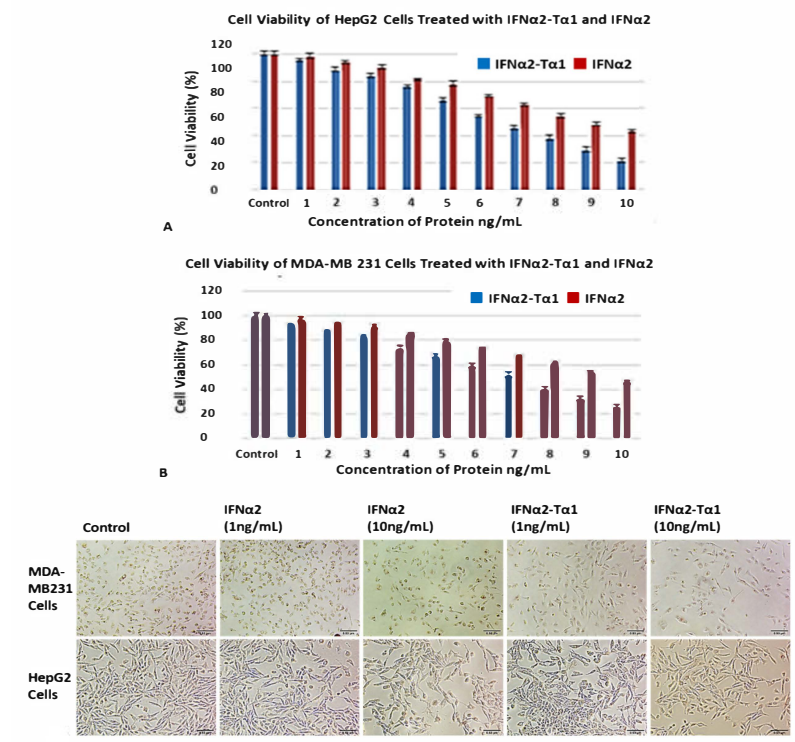 Cell Viability of HepG2 Cells Treated with IFNα2-Tα1 and IFNα2
120
100
80
60
40
20
0
Cell Viability (%)
IFNα2-Tα1 IFNα2
Control 1 2 3 4 5 6 7 8 9 10
Concentration of Protein ng/mL
A
Cell Viability of MDA-MB 231 Cells Treated with IFNα2-Tα1 and IFNα2
120
100
80
60
40
20
0
Cell Viability (%)
IFNα2-Tα1 IFNα2
Control 1 2 3 4 5 6 7 8 9 10
Concentration of Protein ng/mL
B
Control
IFNα2
(1ng/mL)
IFNα2
(10ng/mL)
IFNα2-Tα1
(1ng/mL)
IFNα2-Tα1
(10ng/mL)
MDA-
MB231
Cells
HepG2
Cells